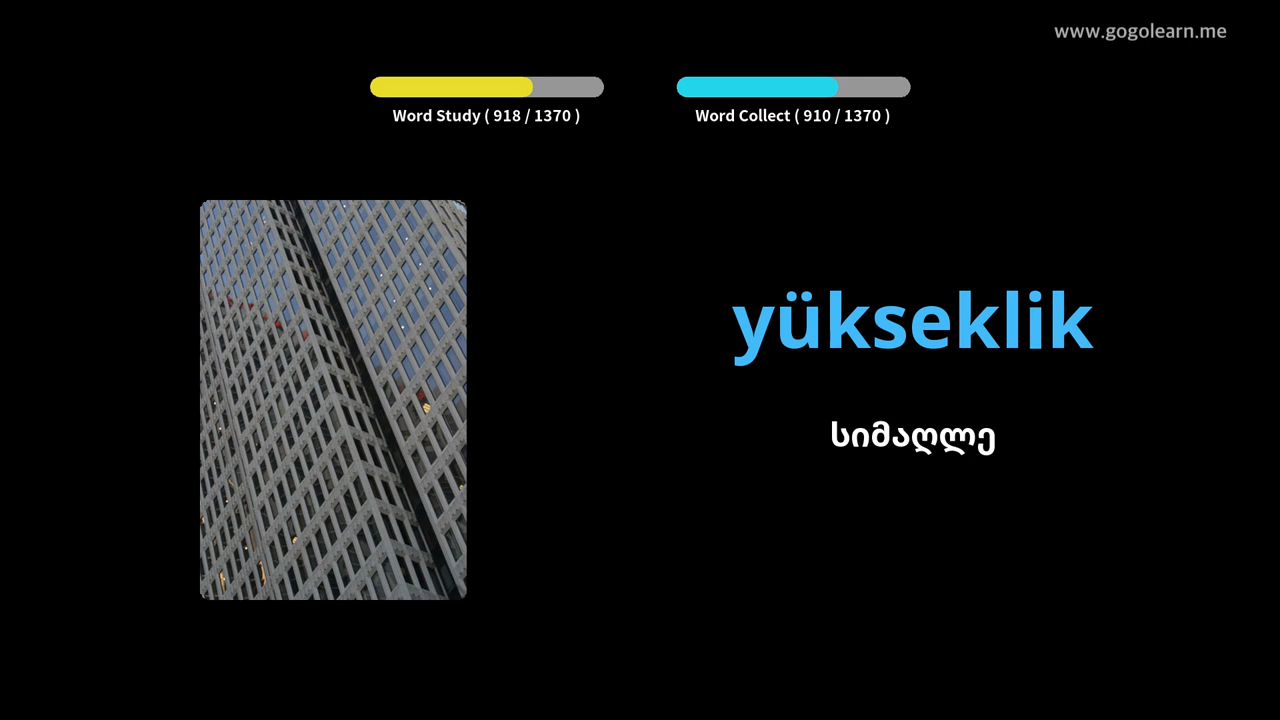 www.gogolearn.me
Word Study ( 918 / 1370 )
Word Collect ( 910 / 1370 )
yükseklik
სიმაღლე